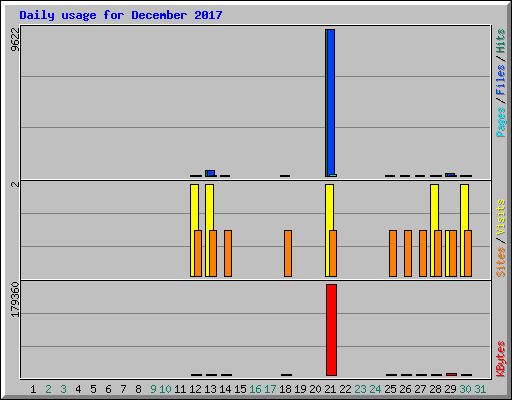 Daily usage for December 2017
9622
Pages / Files / Hits
2
Sites / Visits
179360
KBytes
1 2 3 4 5 6 7 8 9 10 11 12 13 14 15 16 17 18 19 20 21 22 23 24 25 26 27 28 29 30 31